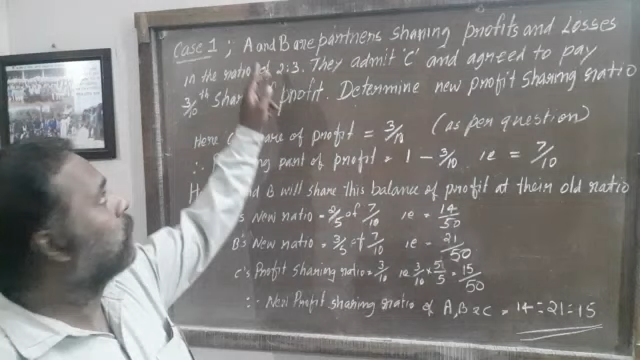 Case 1 ; A and B are partners sharing profits and Losses
in the ratio of 2:3. They admit 'C' and agreed to pay
3/10 th Share profit. Determine new profit sharing ratio
Here C share of profit = 3/10 (as per question)
∴ part of profit = 1 - 3/10 ie = 7/10
and B will share this balance of profit at their old ratio
's New ratio = 2/5 of 7/10 ie = 14/50
B's New ratio = 3/5 of 7/10 ie = 21/50
C's Profit sharing ratio = 3/10 ie 3/10 × 5/5 = 15/50
∴ New Profit sharing ratio of A, B & C = 14:21:15